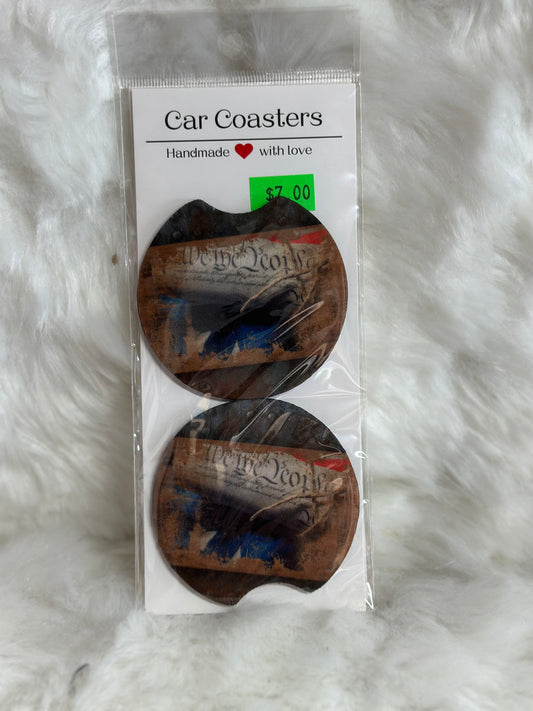 Car Coasters
Handmade with love
$7.00
We the People
We the People